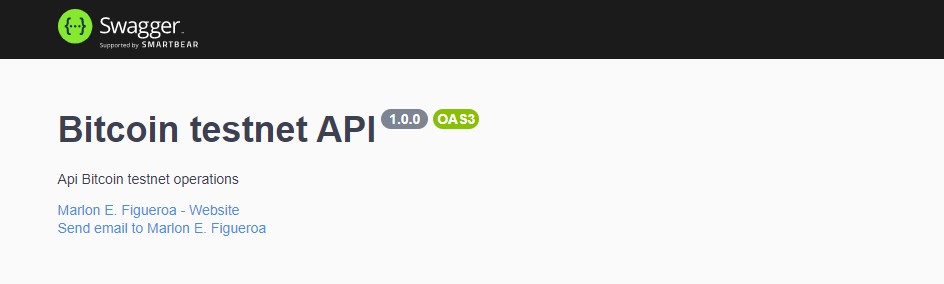 {···} Swagger.
Supported by SMARTBEAR
Bitcoin testnet API 1.0.0 OAS3
Api Bitcoin testnet operations
Marlon E. Figueroa - Website
Send email to Marlon E. Figueroa